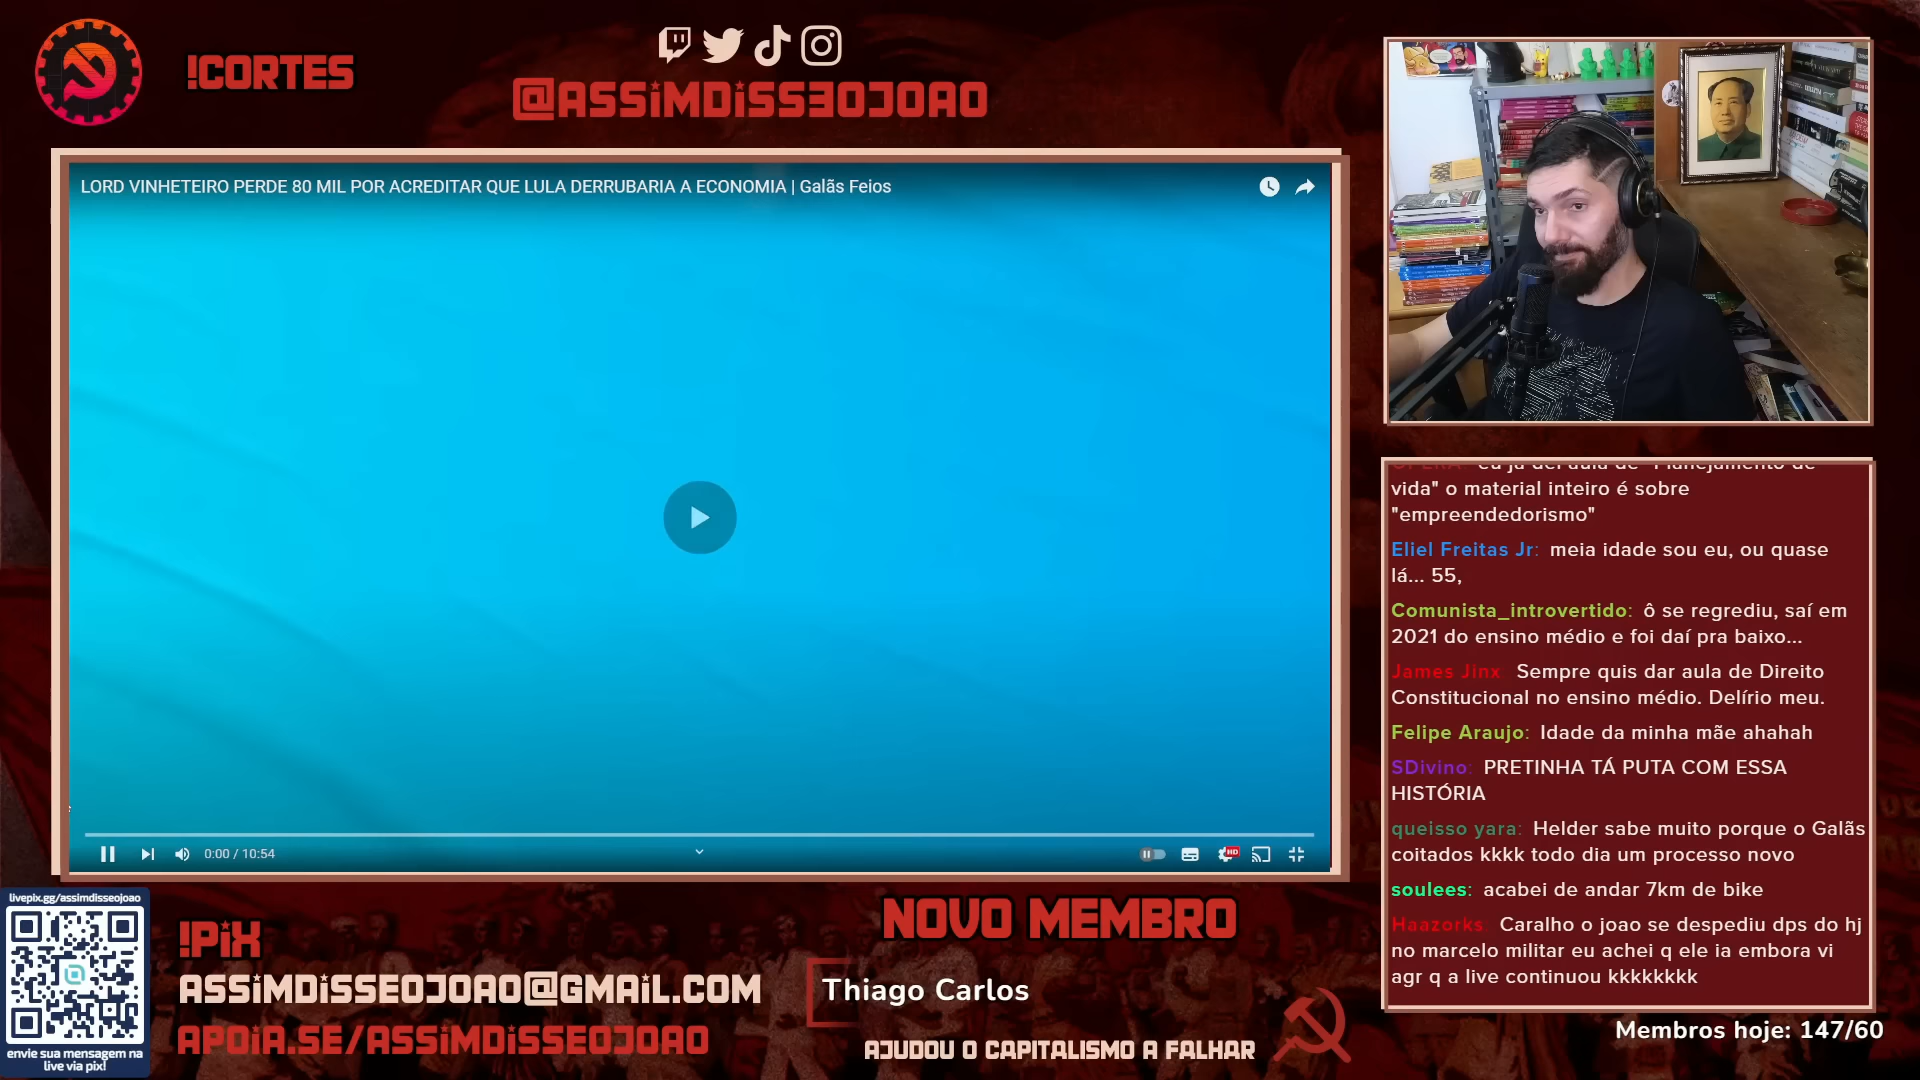 !CORTES
@ASSIMDISSEOJOAO
LORD VINHETEIRO PERDE 80 MIL POR ACREDITAR QUE LULA DERRUBARIA A ECONOMIA | Galãs Feios
0:00 / 10:54
HD
vida" o material inteiro é sobre
"empreendedorismo"
Eliel Freitas Jr: meia idade sou eu, ou quase
lá... 55,
Comunista_introvertido: ô se regrediu, saí em
2021 do ensino médio e foi daí pra baixo...
James Jinx: Sempre quis dar aula de Direito
Constitucional no ensino médio. Delírio meu.
Felipe Araujo: Idade da minha mãe ahahah
SDivino: PRETINHA TÁ PUTA COM ESSA
HISTÓRIA
queisso yara: Helder sabe muito porque o Galãs
coitados kkkk todo dia um processo novo
soulees: acabei de andar 7km de bike
Haazorks: Caralho o joao se despediu dps do hj
no marcelo militar eu achei q ele ia embora vi
agr q a live continuou kkkkkkkk
Membros hoje: 147/60
livepix.gg/assimdisseojoao
envie sua mensagem na
live via pix!
!PIX
ASSIMDISSEOJOAO@GMAIL.COM
APOIA.SE/ASSIMDISSEOJOAO
NOVO MEMBRO
Thiago Carlos
AJUDOU O CAPITALISMO A FALHAR